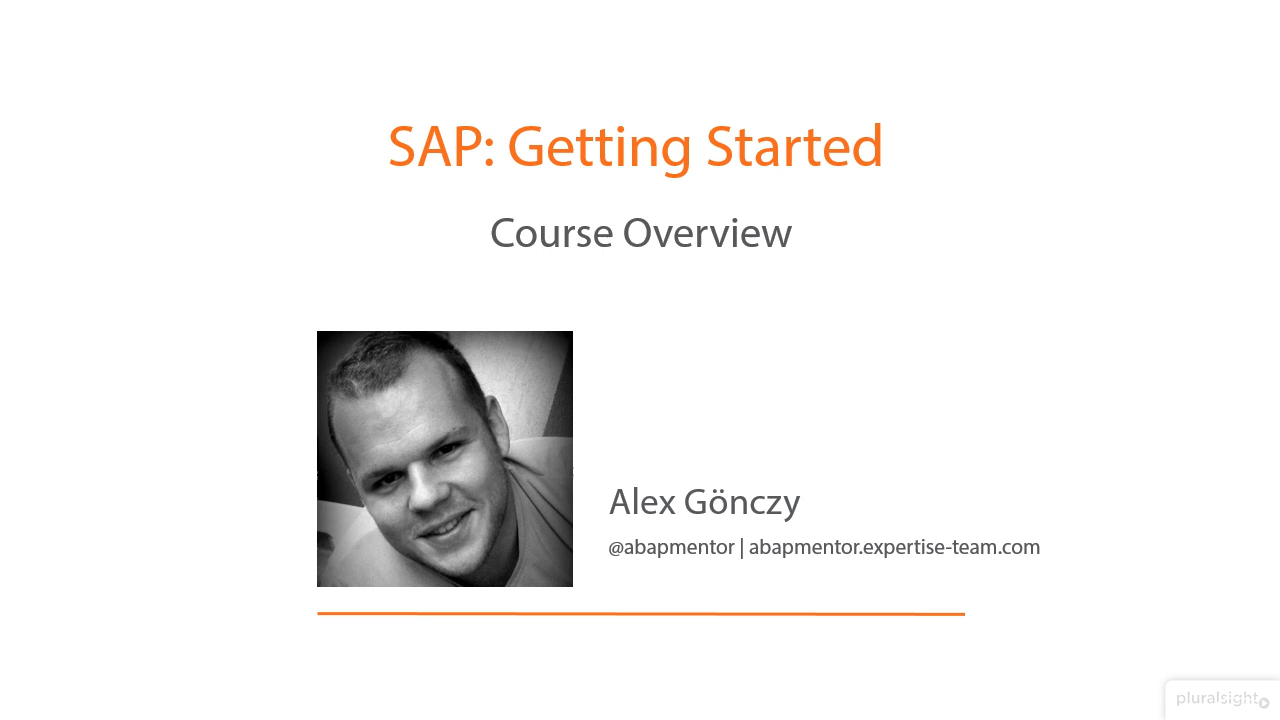 SAP: Getting Started
Course Overview
Alex Gönczy
@abapmentor | abapmentor.expertise-team.com
pluralsight